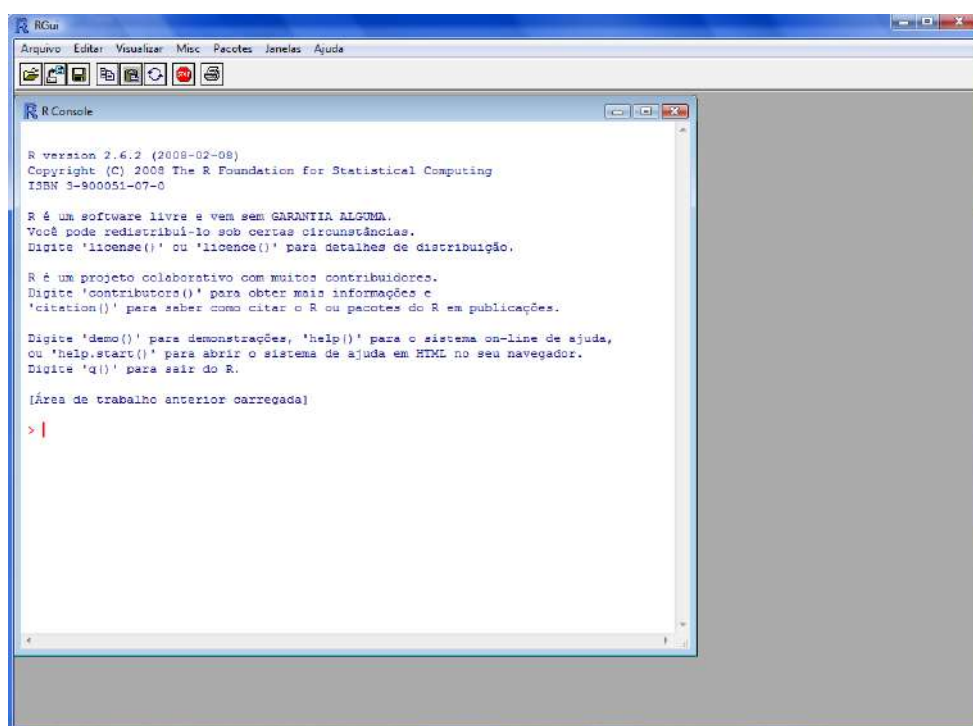 RGui
Arquivo Editar Visualizar Misc Pacotes Janelas Ajuda
STOP
R Console
R version 2.6.2 (2008-02-08)
Copyright (C) 2008 The R Foundation for Statistical Computing
ISBN 3-900051-07-0
R é um software livre e vem sem GARANTIA ALGUMA.
Você pode redistribuí-lo sob certas circunstâncias.
Digite 'license()' ou 'licence()' para detalhes de distribuição.
R é um projeto colaborativo com muitos contribuidores.
Digite 'contributors()' para obter mais informações e
'citation()' para saber como citar o R ou pacotes do R em publicações.
Digite 'demo()' para demonstrações, 'help()' para o sistema on-line de ajuda,
ou 'help.start()' para abrir o sistema de ajuda em HTML no seu navegador.
Digite 'q()' para sair do R.
[Área de trabalho anterior carregada]
>